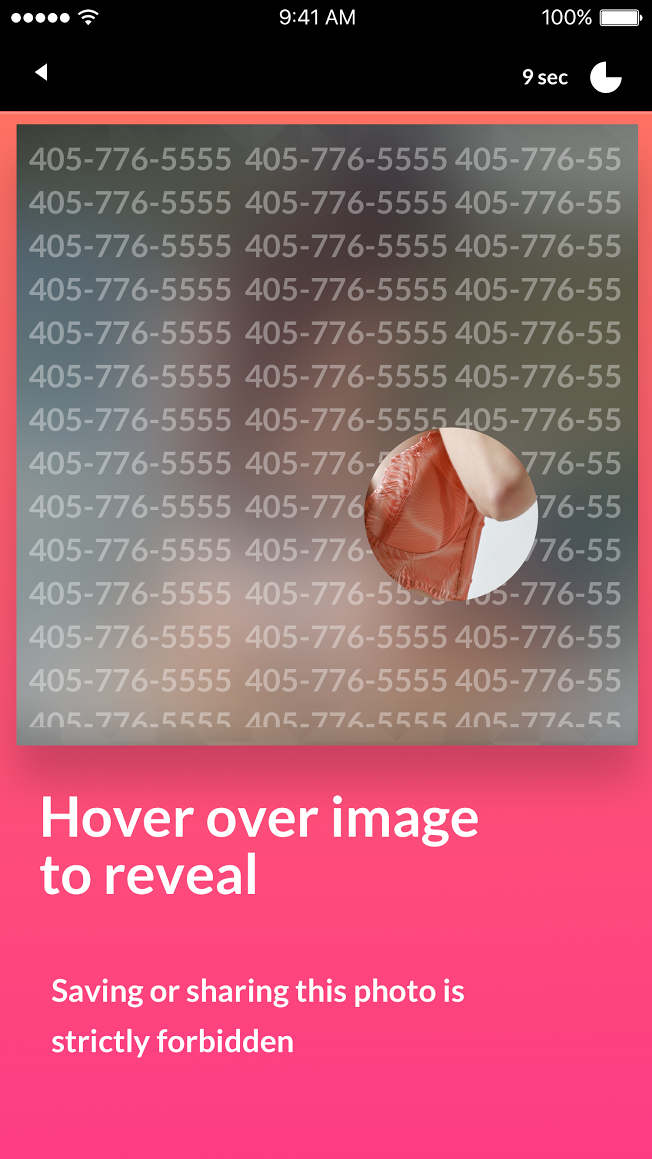 9:41 AM 100%
9 sec
405-776-5555 405-776-5555 405-776-55
405-776-5555 405-776-5555 405-776-55
405-776-5555 405-776-5555 405-776-55
405-776-5555 405-776-5555 405-776-55
405-776-5555 405-776-5555 405-776-55
405-776-5555 405-776-5555 405-776-55
405-776-5555 405-776-5555 405-776-55
405-776-5555 405-776- 776-55
405-776-5555 405-776 76-55
405-776-5555 405-776 776-55
405-776-5555 405-776-5555 405-776-55
405-776-5555 405-776-5555 405-776-55
405-776-5555 405-776-5555 405-776-55
405-776-5555 405-776-5555 405-776-55
Hover over image
to reveal
Saving or sharing this photo is
strictly forbidden